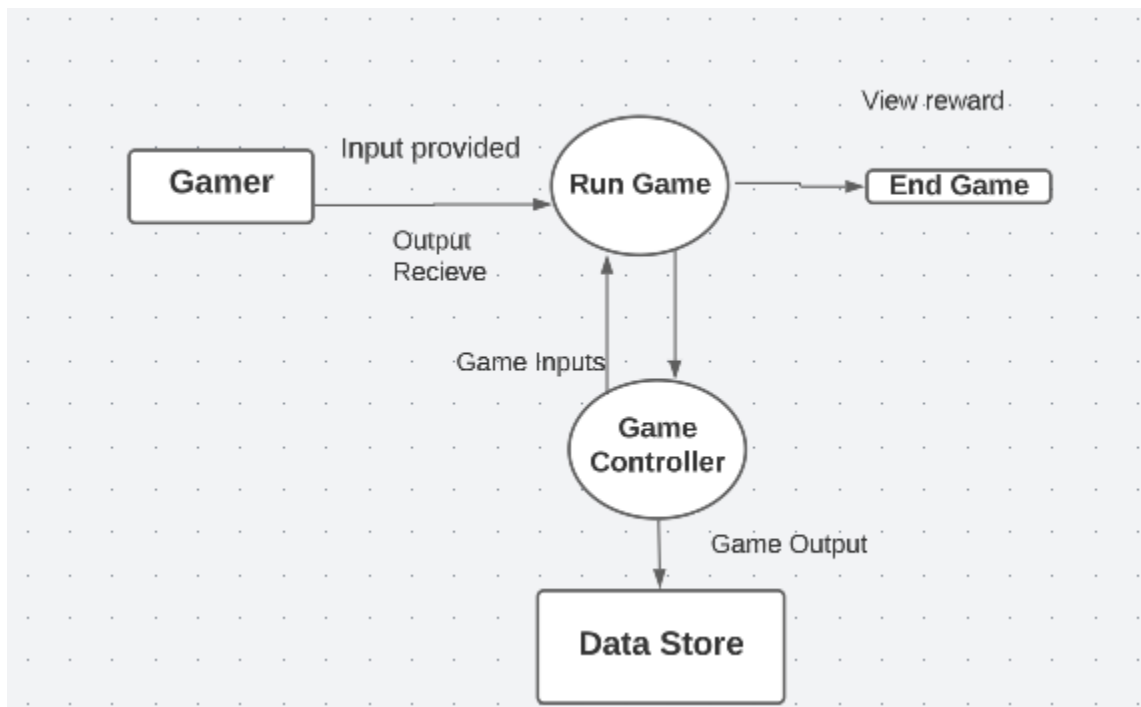 View reward
Input provided
Gamer
Run Game
End Game
Output
Recieve
Game Inputs
Game
Controller
Game Output
Data Store